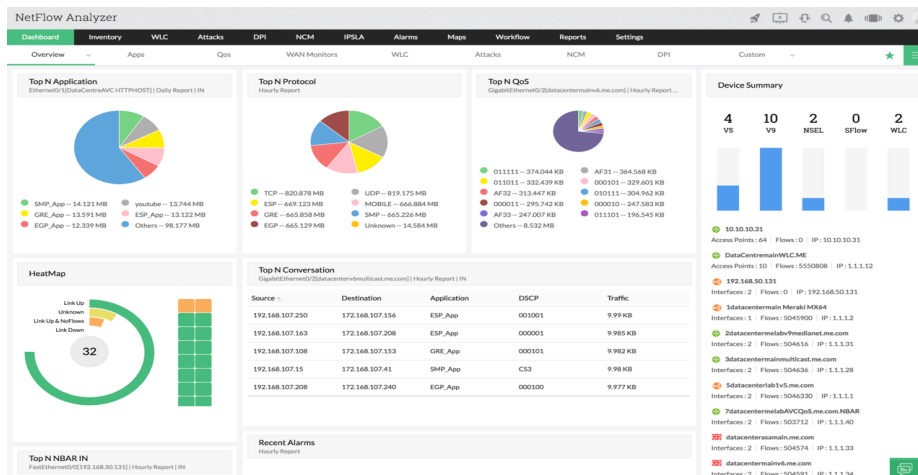 NetFlow Analyzer
Dashboard Inventory WLC Attacks DPI NCM IPSLA Alarms Maps Workflow Reports Settings
Overview Apps Qos WAN Monitors WLC Attacks NCM DPI Custom
Top N Application
Ethernet0/1[DataCentreAVC HTTPHOST] | Daily Report | IN
SMP_App -- 14.121 MB youtube -- 13.744 MB
GRE_App -- 13.591 MB ESP_App -- 13.122 MB
EGP_App -- 12.339 MB Others -- 98.177 MB
Top N Protocol
Hourly Report
TCP -- 820.878 MB UDP -- 819.175 MB
ESP -- 669.123 MB MOBILE -- 666.884 MB
GRE -- 665.858 MB SMP -- 665.226 MB
EGP -- 665.129 MB Unknown -- 14.584 MB
Top N QoS
GigabitEthernet0/2[datacentermainv6.me.com] | Hourly Report ...
011111 -- 374.044 KB AF31 -- 364.568 KB
011011 -- 332.439 KB 000101 -- 329.601 KB
AF32 -- 313.447 KB 010111 -- 304.962 KB
000011 -- 295.742 KB 000010 -- 247.583 KB
AF33 -- 247.007 KB 011101 -- 196.545 KB
Others -- 8.532 MB
Device Summary
4 10 2 0 2
V5 V9 NSEL SFlow WLC
10.10.10.31
Access Points : 64 | Flows : 0 | IP : 10.10.10.31
DataCentremainWLC.ME
Access Points : 10 | Flows : 5550808 | IP : 1.1.1.12
192.168.50.131
Interfaces : 2 | Flows : 0 | IP : 192.168.50.131
1datacentermain Meraki MX64
Interfaces : 1 | Flows : 5045900 | IP : 1.1.1.2
2datacentermelabv9medianet.me.com
Interfaces : 2 | Flows : 504616 | IP : 1.1.1.31
3datacentermainmulticast.me.com
Interfaces : 2 | Flows : 504636 | IP : 1.1.1.28
5datacenterlab1v5.me.com
Interfaces : 2 | Flows : 5046330 | IP : 1.1.1.1
7datacentermelabAVCQoS.me.com.NBAR
Interfaces : 2 | Flows : 503712 | IP : 1.1.1.40
datacenterasamain.me.com
Interfaces : 2 | Flows : 504574 | IP : 1.1.1.33
datacentermainv6.me.com
Interfaces : 2 | Flows : 504591 | IP : 1.1.1.34
HeatMap
Link Up
Unknown
Link Up & NoFlows
Link Down
32
Top N Conversation
GigabitEthernet0/2[datacenterv6multicast.me.com] | Hourly Report | IN
Source Destination Application DSCP Traffic
192.168.107.250 172.168.107.156 ESP_App 001001 9.99 KB
192.168.107.163 172.168.107.208 ESP_App 000001 9.985 KB
192.168.107.108 172.168.107.153 GRE_App 000101 9.982 KB
192.168.107.15 172.168.107.41 SMP_App CS3 9.98 KB
192.168.107.208 172.168.107.240 EGP_App 000100 9.977 KB
Top N NBAR IN
FastEthernet0/0[192.168.50.131] | Hourly Report | IN
Recent Alarms
Hourly Report